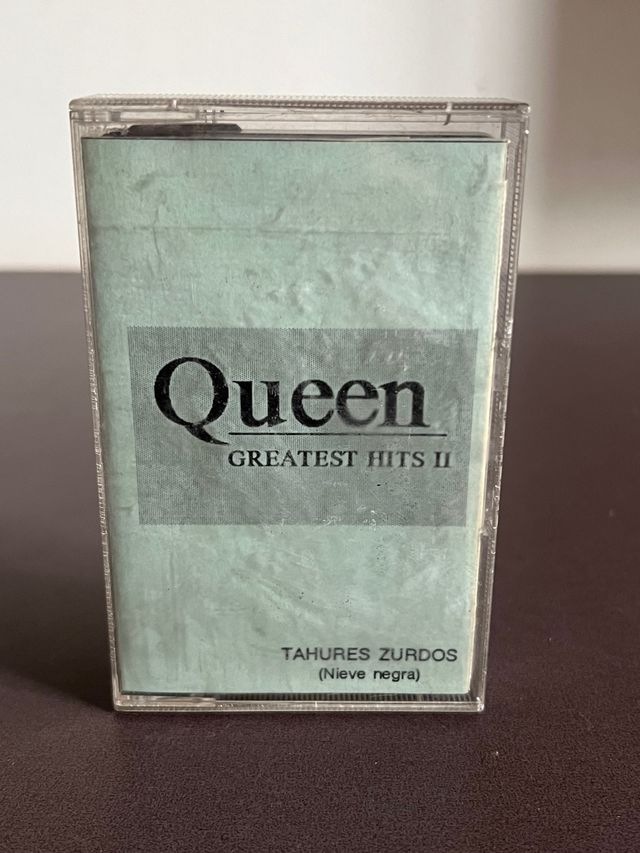 Queen
GREATEST HITS II
TAHURES ZURDOS
(Nieve negra)